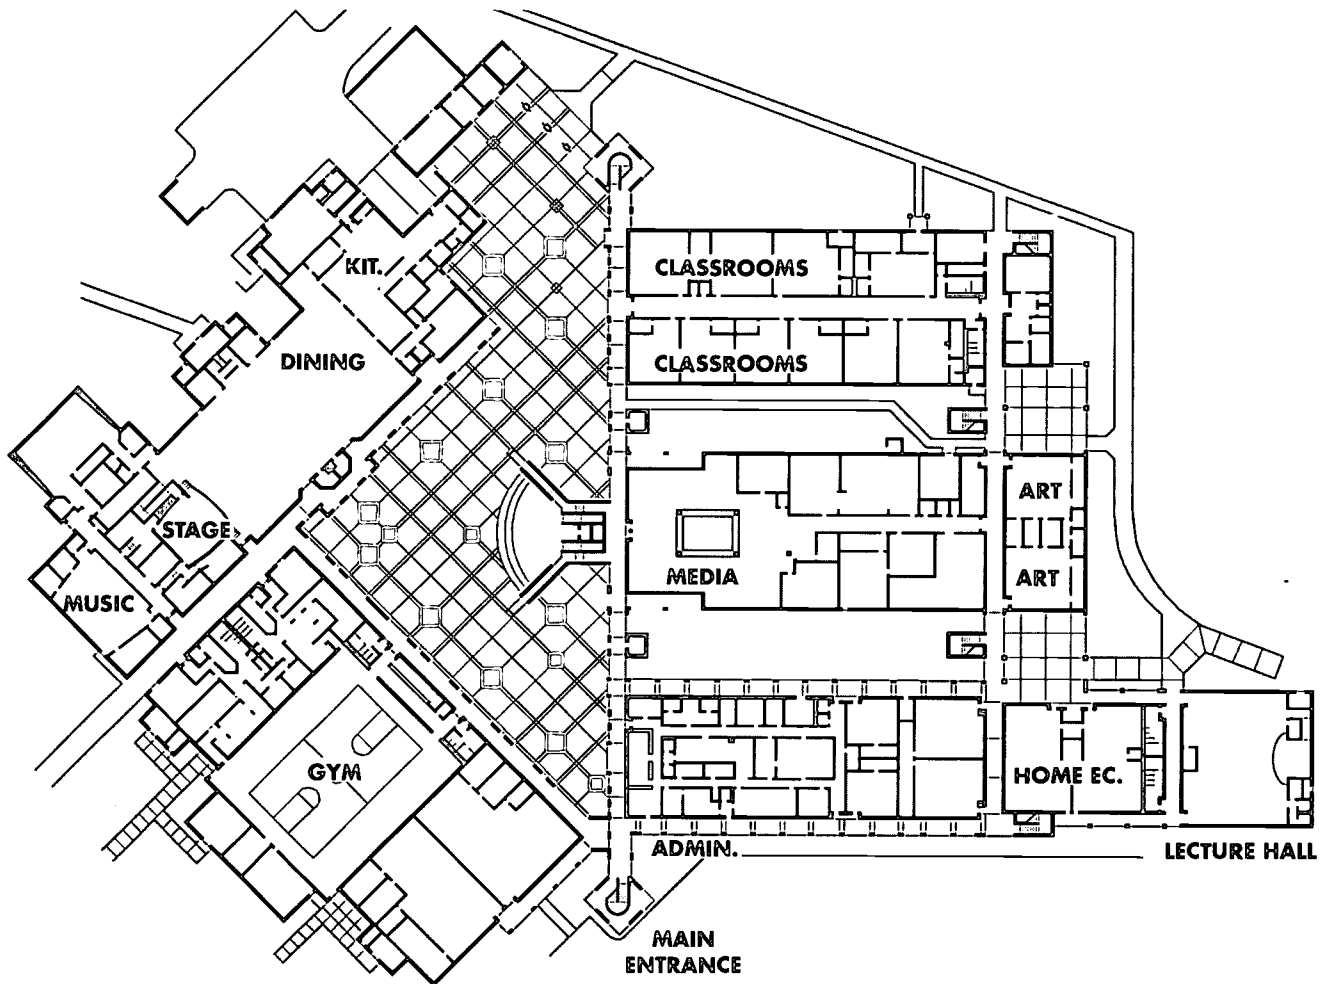 CLASSROOMS
KIT.
DINING
CLASSROOMS
ART
STAGE
MEDIA
ART
MUSIC
GYM
HOME EC.
ADMIN.
LECTURE HALL
MAIN
ENTRANCE